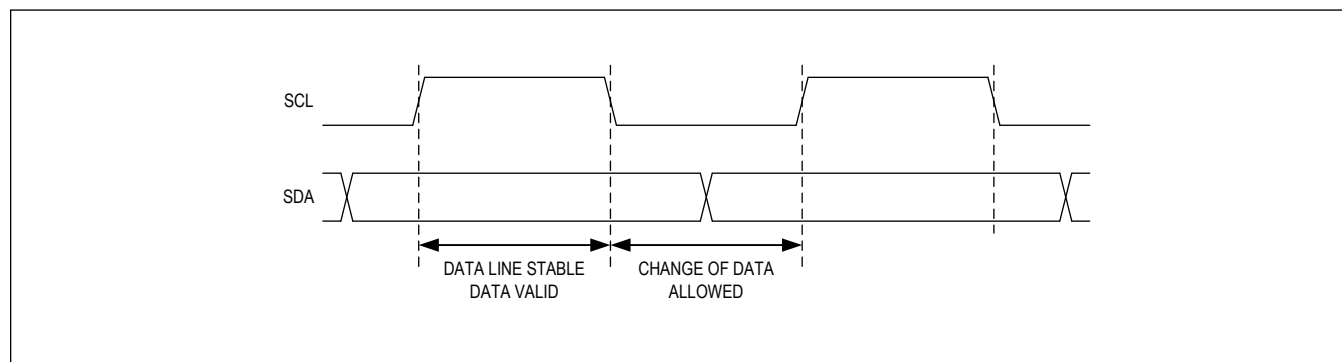 SCL
SDA
DATA LINE STABLE
DATA VALID
CHANGE OF DATA
ALLOWED